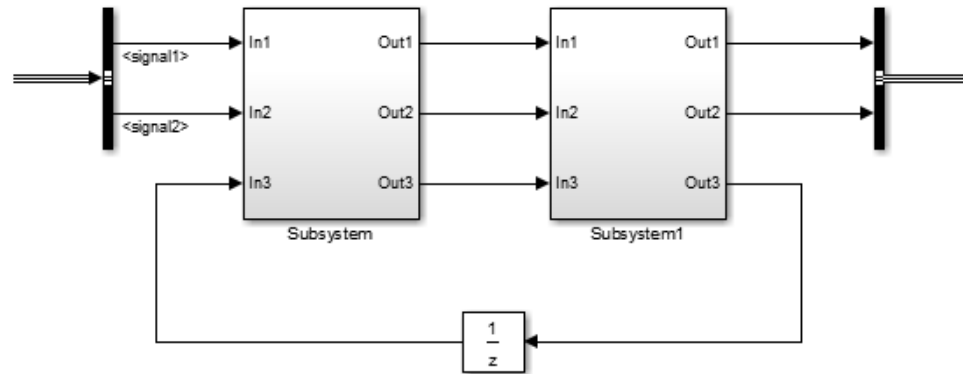 <signal1>
<signal2>
In1
In2
In3
Out1
Out2
Out3
Subsystem
In1
In2
In3
Out1
Out2
Out3
Subsystem1
1
z